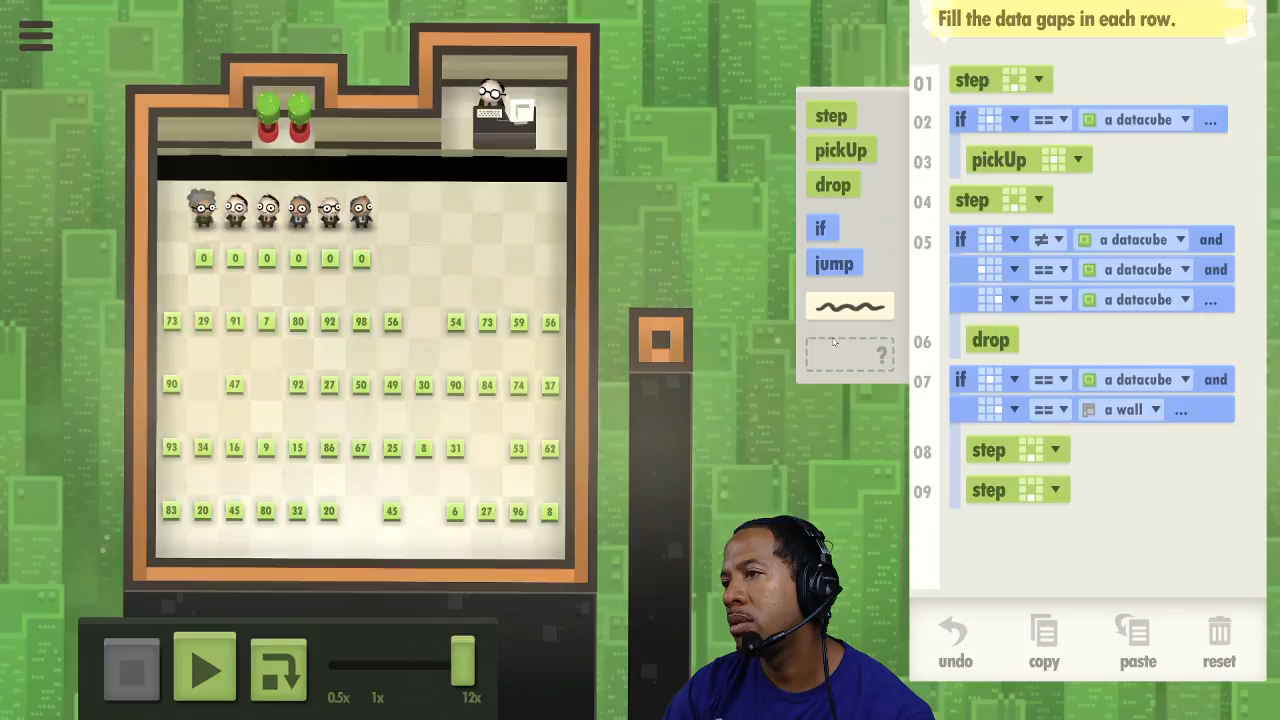 Fill the data gaps in each row.
01 step
02 if == a datacube ...
03 pickUp
04 step
05 if ≠ a datacube and
== a datacube and
== a datacube ...
06 drop
07 if == a datacube and
== a wall ...
08 step
09 step
step
pickUp
drop
if
jump
?
0 0 0 0 0 0
73 29 91 7 80 92 98 56 54 73 59 56
90 47 92 27 50 49 30 90 84 74 37
93 34 16 9 15 86 67 25 8 31 53 62
83 20 45 80 32 20 45 6 27 96 8
0.5x 1x 12x
undo copy paste reset